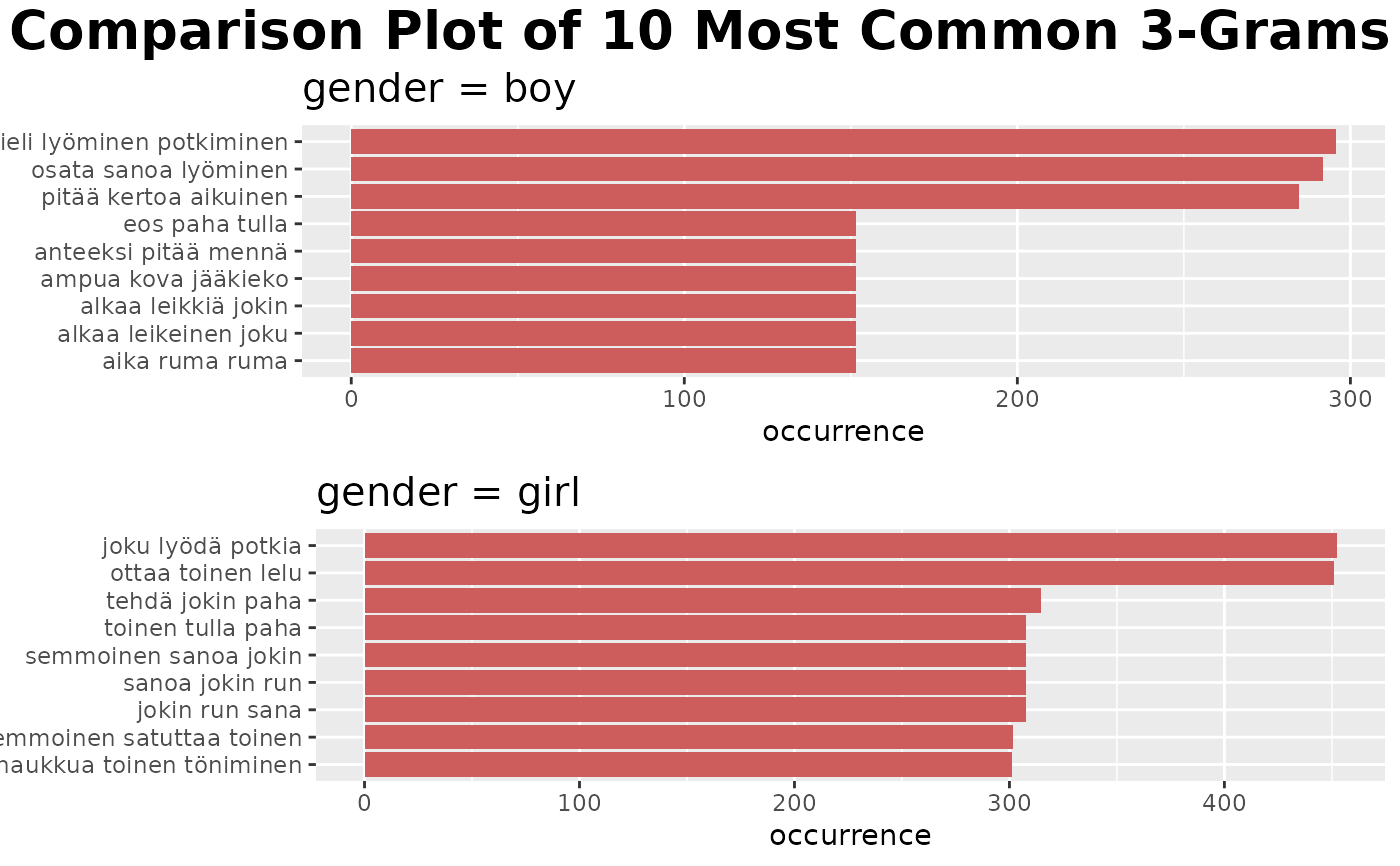 Comparison Plot of 10 Most Common 3-Grams
gender = boy
ieli lyöminen potkiminen
osata sanoa lyöminen
pitää kertoa aikuinen
eos paha tulla
anteeksi pitää mennä
ampua kova jääkieko
alkaa leikkiä jokin
alkaa leikeinen joku
aika ruma ruma
0 100 200 300
occurrence
gender = girl
joku lyödä potkia
ottaa toinen lelu
tehdä jokin paha
toinen tulla paha
semmoinen sanoa jokin
sanoa jokin run
jokin run sana
emmoinen satuttaa toinen
haukkua toinen töniminen
0 100 200 300 400
occurrence